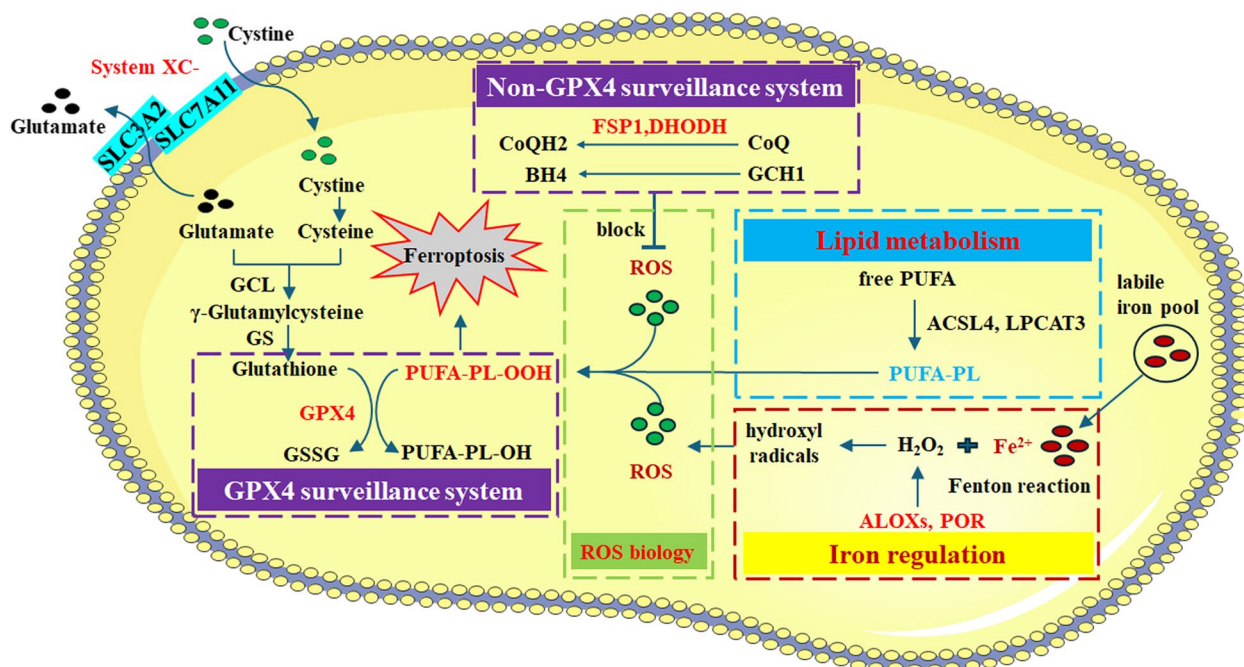 Cystine
System XC-
Glutamate
SLC3A2
SLC7A11
Cystine
Glutamate
Cysteine
GCL
γ-Glutamylcysteine
GS
Glutathione
Ferroptosis
PUFA-PL-OOH
GPX4
GSSG
PUFA-PL-OH
GPX4 surveillance system
Non-GPX4 surveillance system
FSP1,DHODH
CoQH2
CoQ
BH4
GCH1
block
ROS
ROS
ROS biology
Lipid metabolism
free PUFA
ACSL4, LPCAT3
PUFA-PL
labile
iron pool
hydroxyl
radicals
H₂O₂
Fe²⁺
Fenton reaction
ALOXs, POR
Iron regulation